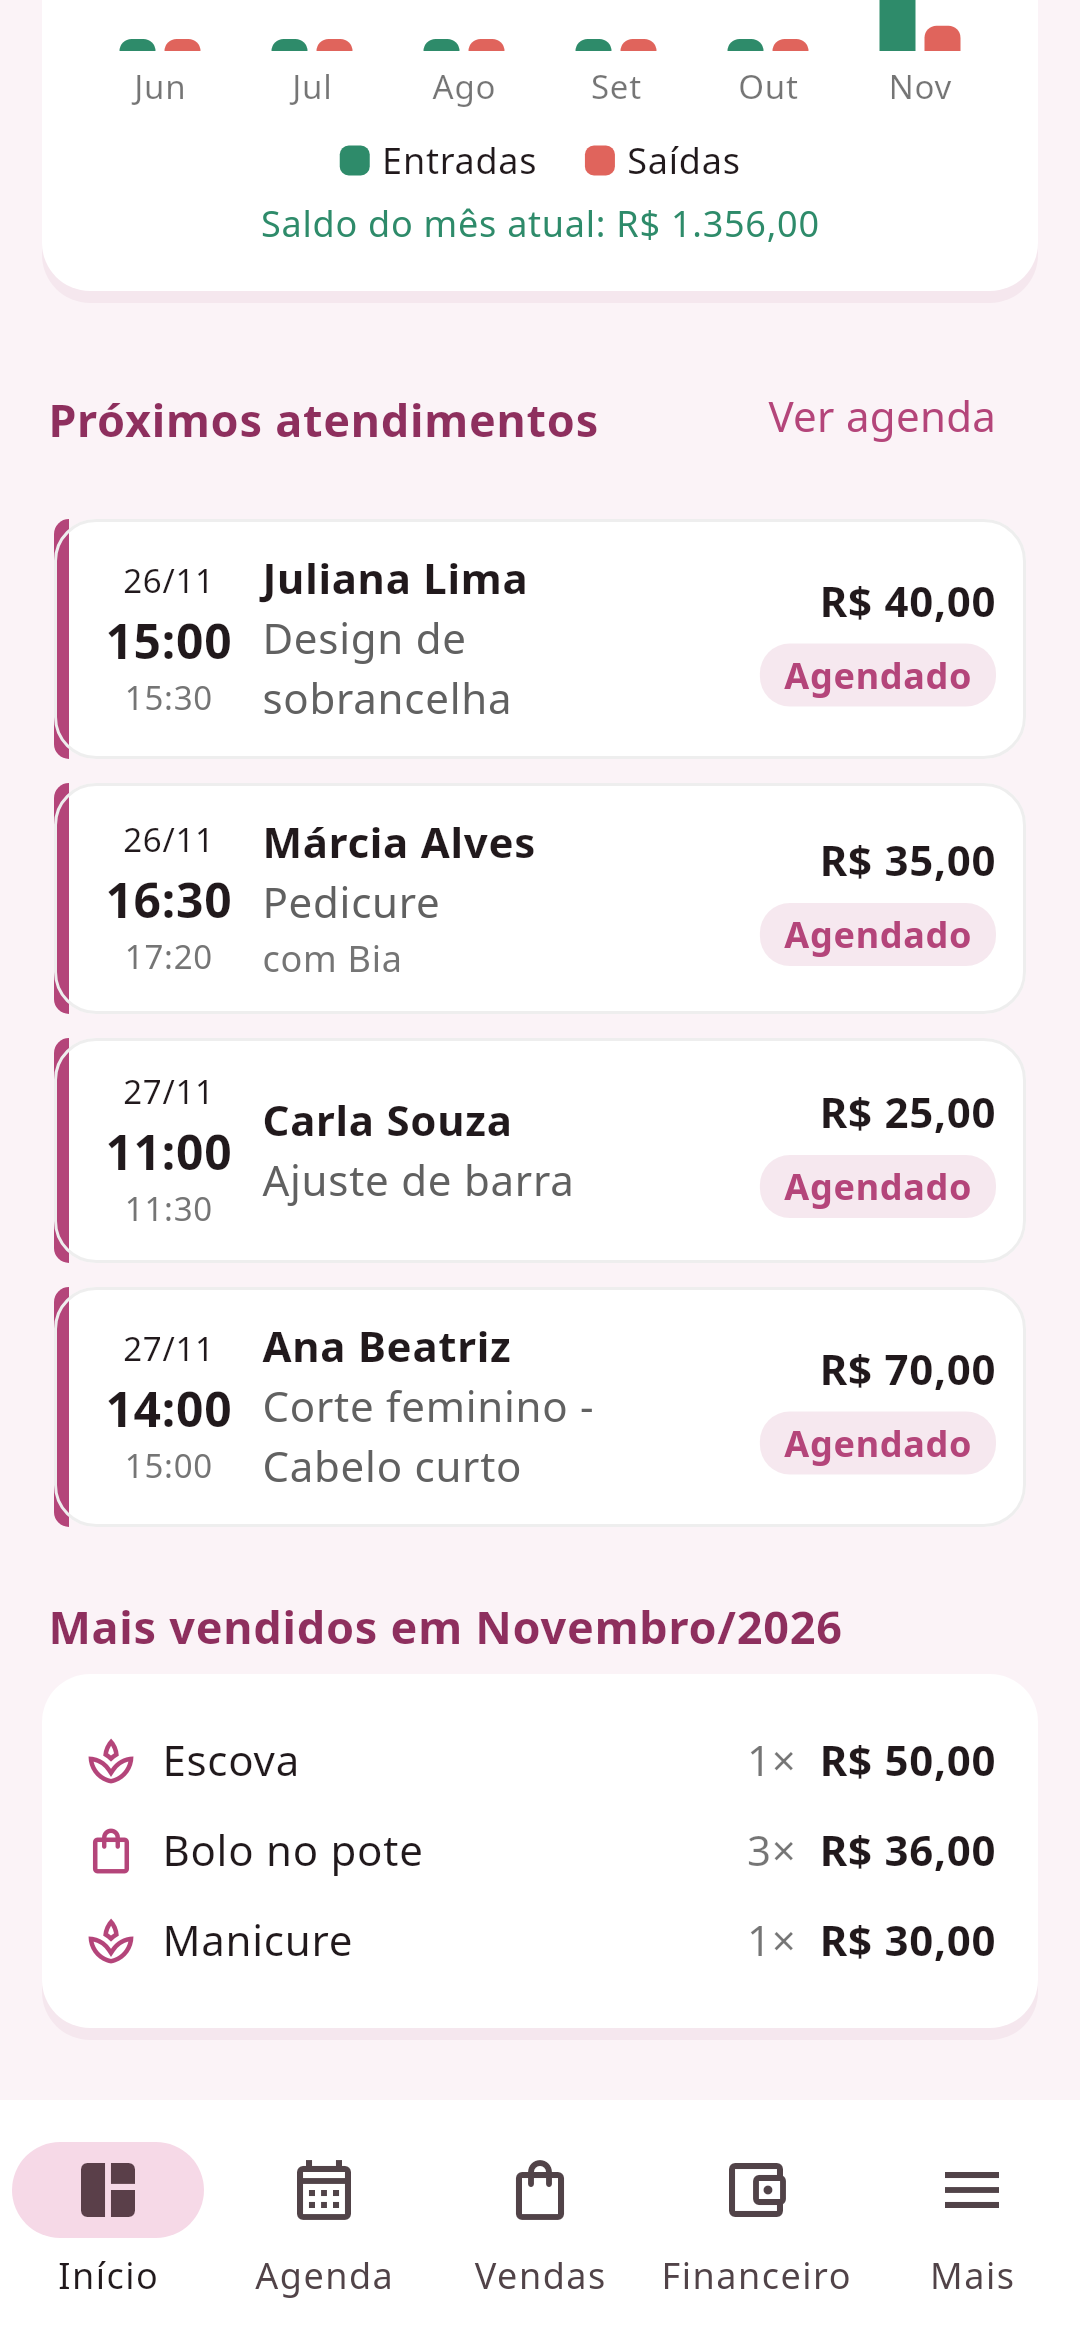 Jun Jul Ago Set Out Nov
Entradas Saídas
Saldo do mês atual: R$ 1.356,00
Próximos atendimentos Ver agenda
26/11
15:00
15:30
Juliana Lima
Design de
sobrancelha
R$ 40,00
Agendado
26/11
16:30
17:20
Márcia Alves
Pedicure
com Bia
R$ 35,00
Agendado
27/11
11:00
11:30
Carla Souza
Ajuste de barra
R$ 25,00
Agendado
27/11
14:00
15:00
Ana Beatriz
Corte feminino -
Cabelo curto
R$ 70,00
Agendado
Mais vendidos em Novembro/2026
Escova 1× R$ 50,00
Bolo no pote 3× R$ 36,00
Manicure 1× R$ 30,00
Início Agenda Vendas Financeiro Mais